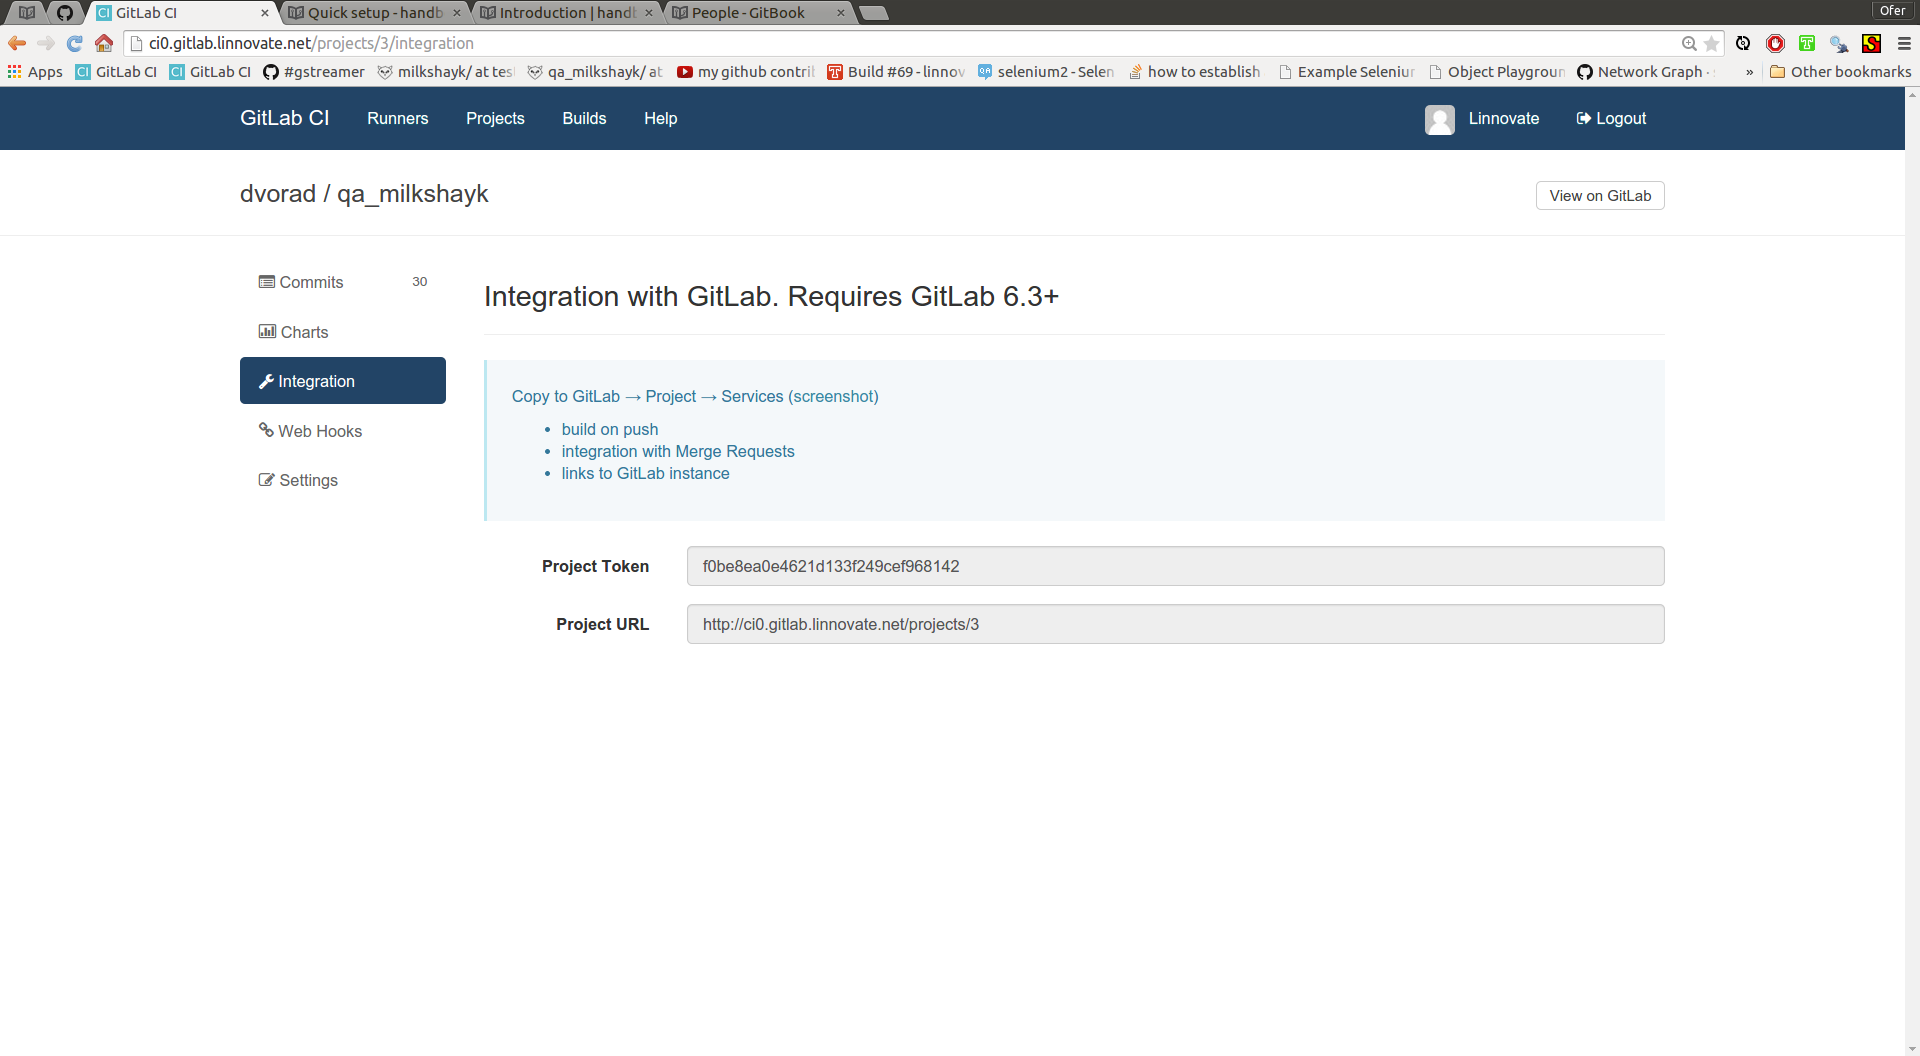 GitLab CI
Quick setup - handb
Introduction | handb
People - GitBook
Ofer
ci0.gitlab.linnovate.net/projects/3/integration
Apps
GitLab CI
GitLab CI
#gstreamer
milkshayk/ at tes
qa_milkshayk/ at
my github contri
Build #69 - linnov
selenium2 - Selen
how to establish
Example Seleniur
Object Playgroun
Network Graph ·
»
Other bookmarks
GitLab CI
Runners
Projects
Builds
Help
Linnovate
Logout
dvorad / qa_milkshayk
View on GitLab
Commits 30
Charts
Integration
Web Hooks
Settings
Integration with GitLab. Requires GitLab 6.3+
Copy to GitLab → Project → Services (screenshot)
• build on push
• integration with Merge Requests
• links to GitLab instance
Project Token f0be8ea0e4621d133f249cef968142
Project URL http://ci0.gitlab.linnovate.net/projects/3